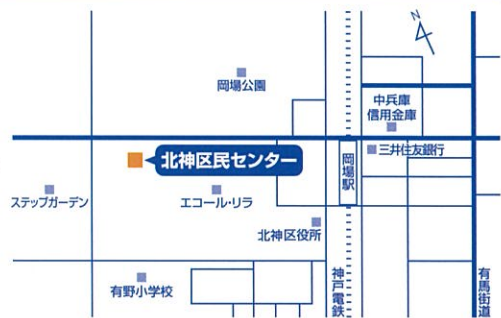 N
岡場公園
中兵庫
信用金庫
北神区民センター
岡場駅
三井住友銀行
ステップガーデン
エコール・リラ
北神区役所
有野小学校
神戸電鉄
有馬街道